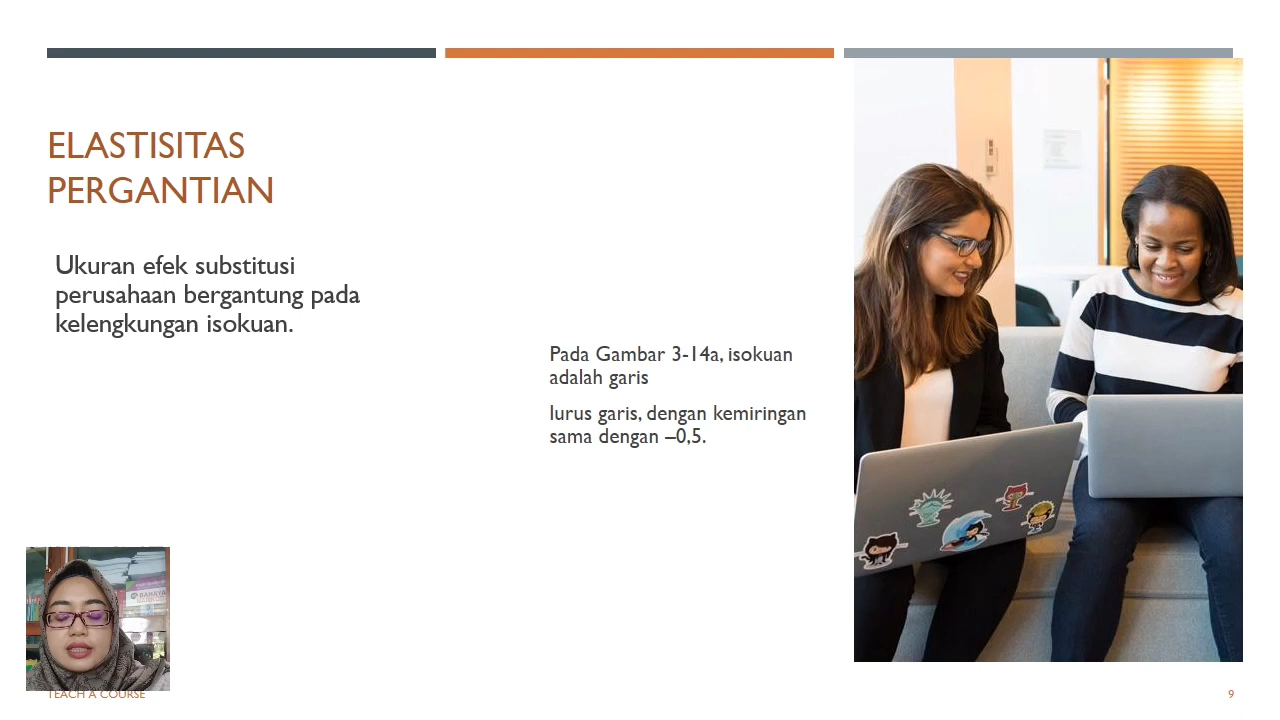 ELASTISITAS
PERGANTIAN
Ukuran efek substitusi
perusahaan bergantung pada
kelengkungan isokuan.
Pada Gambar 3-14a, isokuan
adalah garis
lurus garis, dengan kemiringan
sama dengan –0,5.
TEACH A COURSE
9